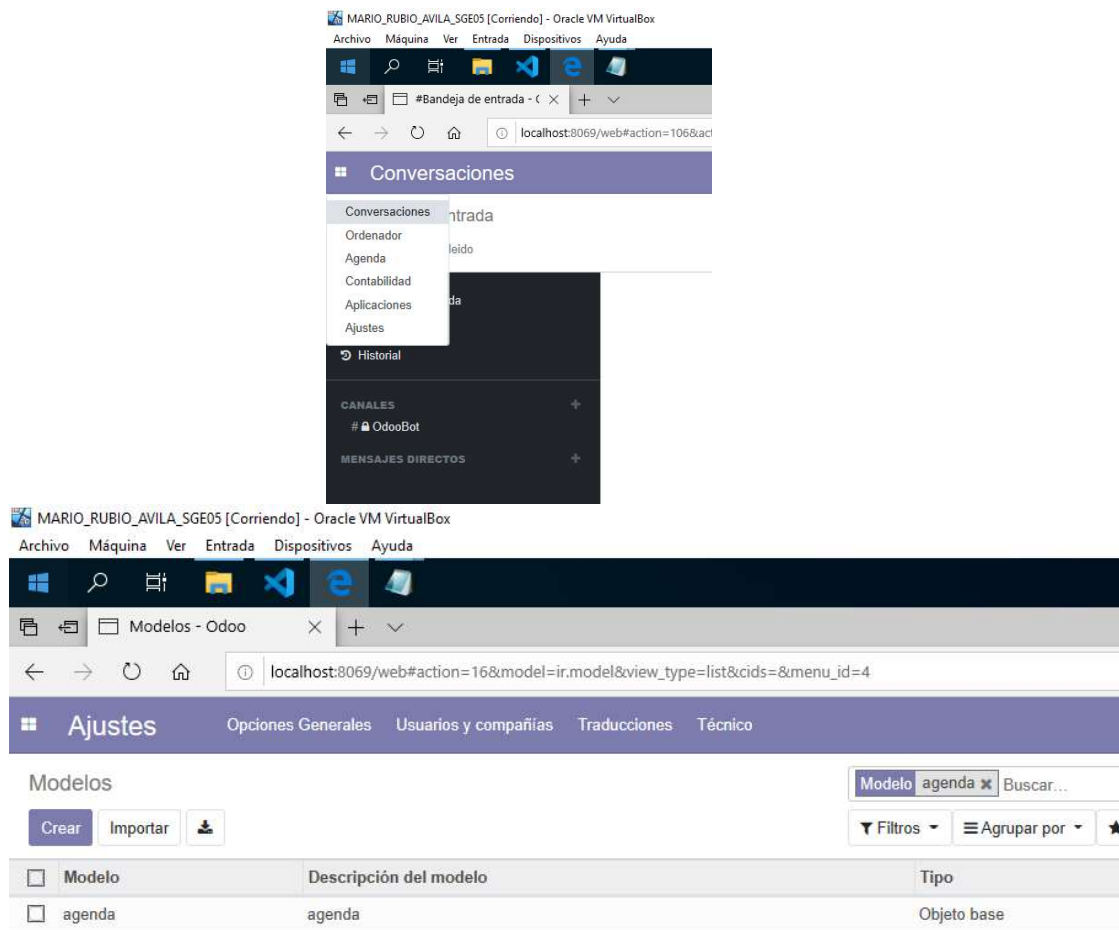 MARIO_RUBIO_AVILA_SGE05 [Corriendo] - Oracle VM VirtualBox
Archivo Máquina Ver Entrada Dispositivos Ayuda
#Bandeja de entrada - (
localhost:8069/web#action=106&act
Conversaciones
Conversaciones
ntrada
Ordenador
leido
Agenda
Contabilidad
da
Aplicaciones
Ajustes
Historial
CANALES +
# OdooBot
MENSAJES DIRECTOS +
MARIO_RUBIO_AVILA_SGE05 [Corriendo] - Oracle VM VirtualBox
Archivo Máquina Ver Entrada Dispositivos Ayuda
Modelos - Odoo
localhost:8069/web#action=16&model=ir.model&view_type=list&cids=&menu_id=4
Ajustes Opciones Generales Usuarios y compañías Traducciones Técnico
Modelos
Modelo agenda Buscar...
Crear Importar Filtros Agrupar por
Modelo Descripción del modelo Tipo
agenda agenda Objeto base